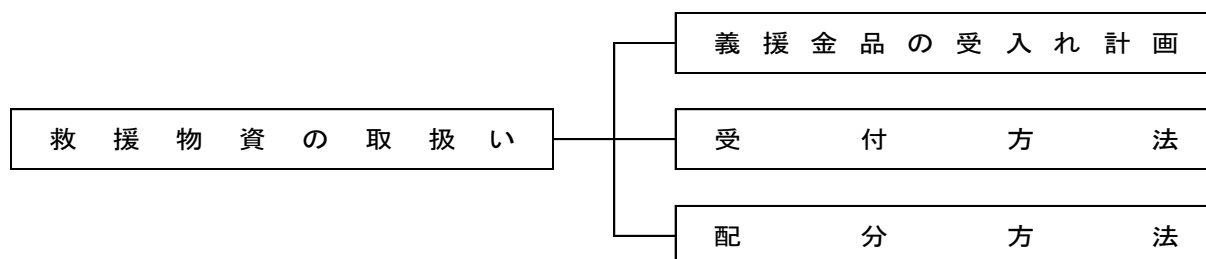 義援金品の受入れ計画
救援物資の取扱い
受付方法
配分方法